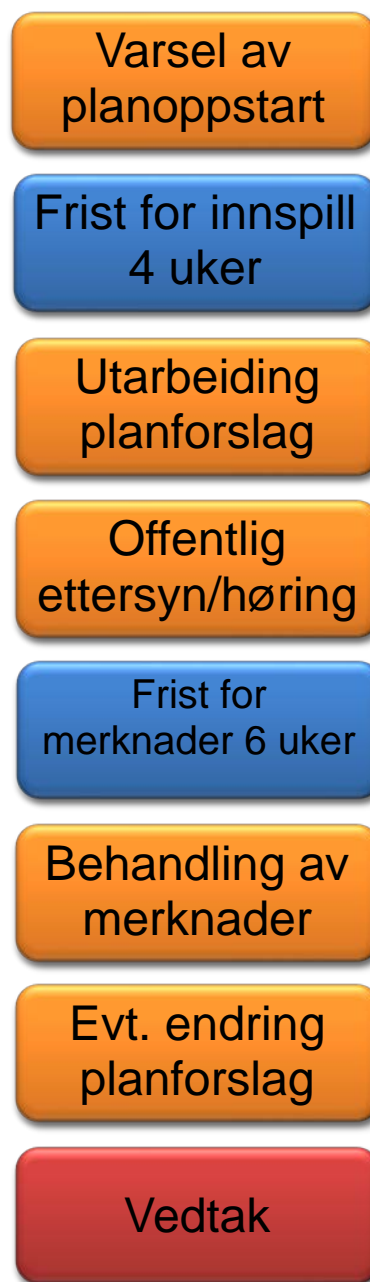 Varsel av
planoppstart
Frist for innspill
4 uker
Utarbeiding
planforslag
Offentlig
ettersyn/høring
Frist for
merknader 6 uker
Behandling av
merknader
Evt. endring
planforslag
Vedtak